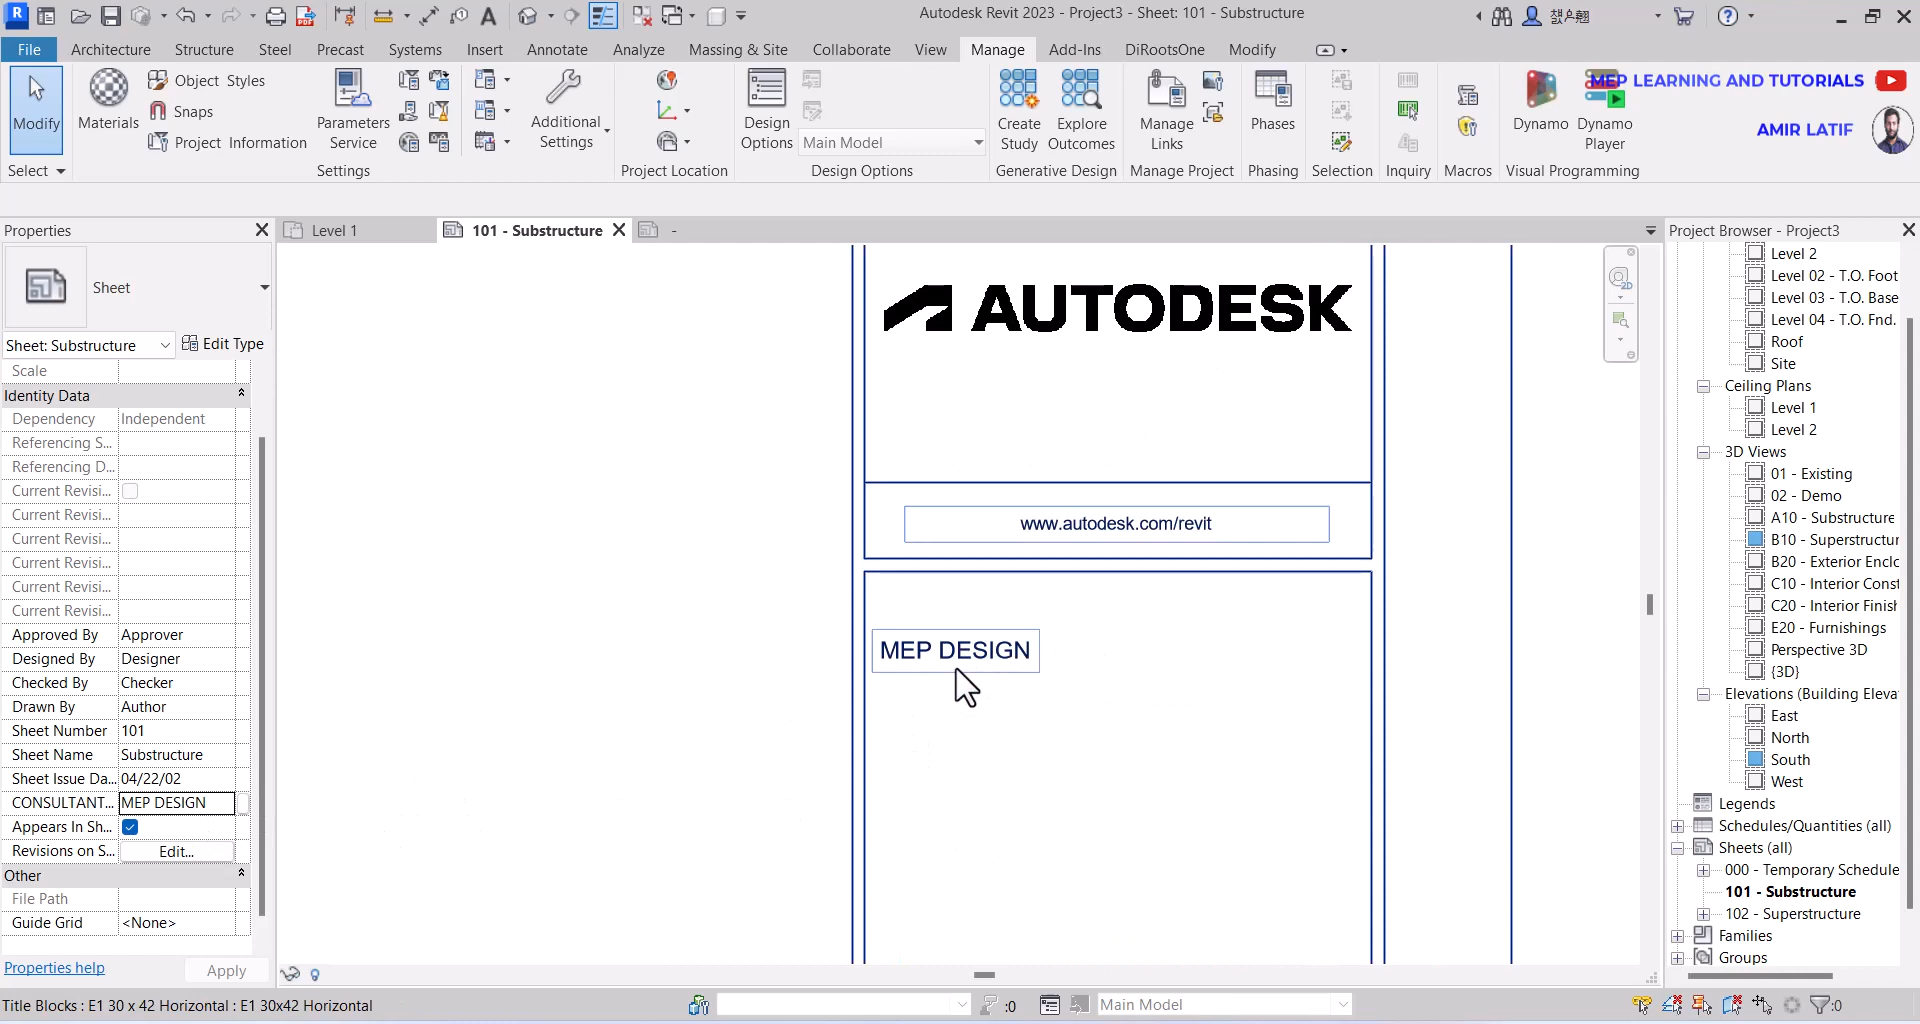 Autodesk Revit 2023 - Project3 - Sheet: 101 - Substructure
File Architecture Structure Steel Precast Systems Insert Annotate Analyze Massing & Site Collaborate View Manage Add-Ins DiRootsOne Modify
Modify
Select
Materials
Object Styles
Snaps
Project Information
Parameters Service
Additional Settings
Settings
Project Location
Design Options
Main Model
Design Options
Create Study
Explore Outcomes
Generative Design
Manage Links
Manage Project
Phases
Phasing
Selection
Inquiry
Macros
Dynamo
Dynamo Player
Visual Programming
MEP LEARNING AND TUTORIALS
AMIR LATIF
Properties
Sheet
Sheet: Substructure
Edit Type
Scale
Identity Data
Dependency Independent
Referencing S...
Referencing D...
Current Revisi...
Current Revisi...
Current Revisi...
Current Revisi...
Current Revisi...
Current Revisi...
Approved By Approver
Designed By Designer
Checked By Checker
Drawn By Author
Sheet Number 101
Sheet Name Substructure
Sheet Issue Da... 04/22/02
CONSULTANT... MEP DESIGN
Appears In Sh...
Revisions on S... Edit...
Other
File Path
Guide Grid <None>
Properties help
Apply
Level 1
101 - Substructure
-
AUTODESK
www.autodesk.com/revit
MEP DESIGN
Project Browser - Project3
Level 2
Level 02 - T.O. Foot
Level 03 - T.O. Base
Level 04 - T.O. Fnd.
Roof
Site
Ceiling Plans
Level 1
Level 2
3D Views
01 - Existing
02 - Demo
A10 - Substructure
B10 - Superstructur
B20 - Exterior Enclo
C10 - Interior Const
C20 - Interior Finish
E20 - Furnishings
Perspective 3D
{3D}
Elevations (Building Eleva
East
North
South
West
Legends
Schedules/Quantities (all)
Sheets (all)
000 - Temporary Schedule
101 - Substructure
102 - Superstructure
Families
Groups
Title Blocks : E1 30 x 42 Horizontal : E1 30x42 Horizontal
:0
Main Model
:0